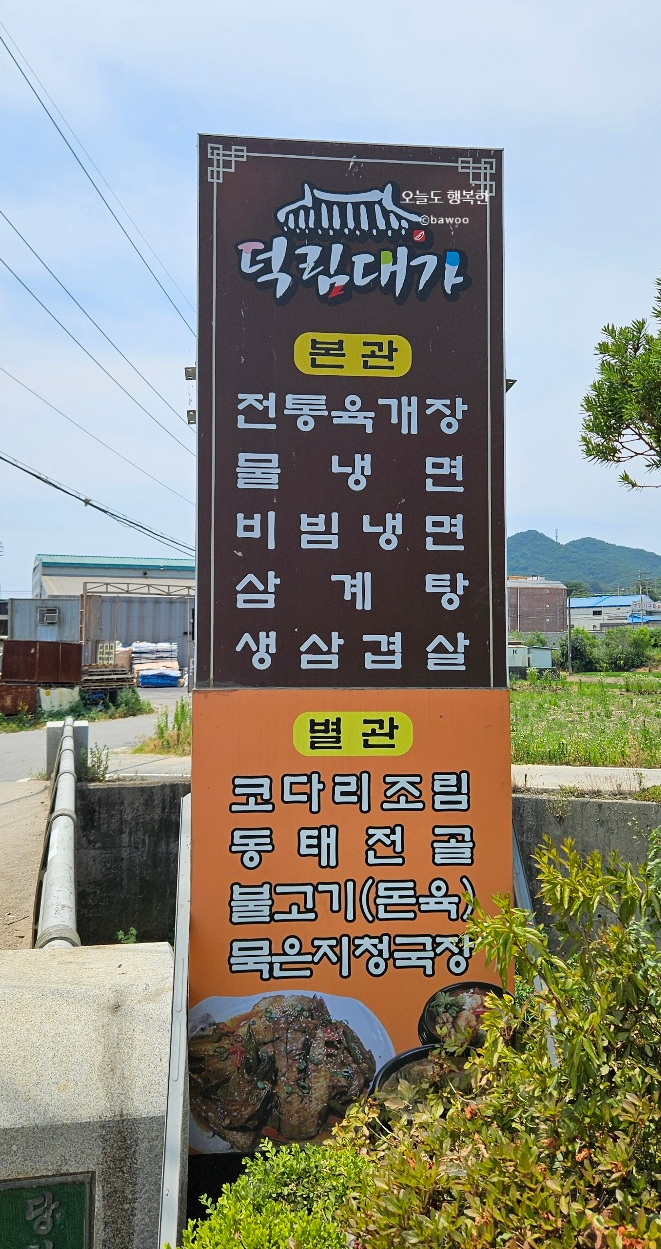 오늘도 행복한
©bawoo
덕림대가
본관
전통육개장
물냉면
비빔냉면
삼계탕
생삼겹살
별관
코다리조림
동태전골
불고기(돈육)
묵은지청국장
당